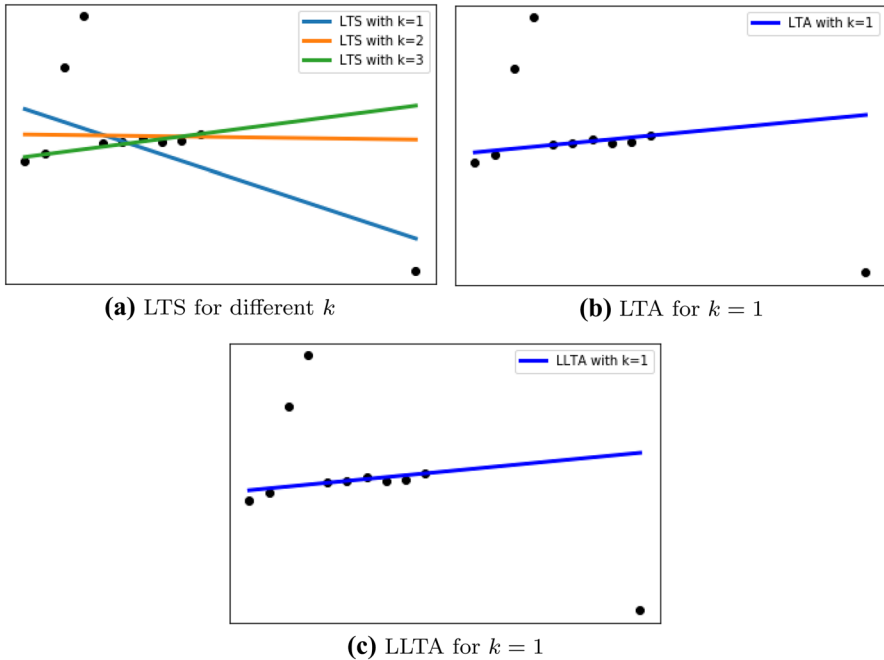 LTS with k=1
LTS with k=2
LTS with k=3
LTA with k=1
(a) LTS for different k
(b) LTA for k = 1
LLTA with k=1
(c) LLTA for k = 1